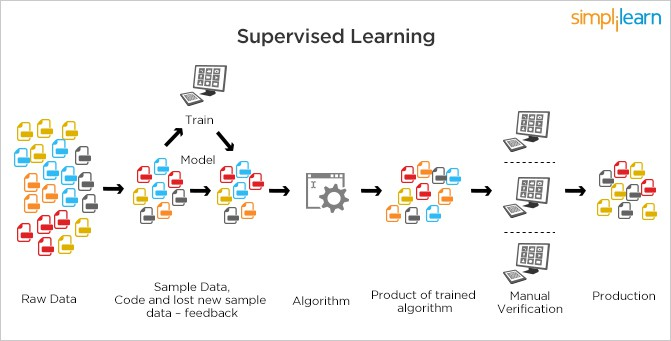 simplilearn
Supervised Learning
Train
Model
Raw Data
Sample Data,
Code and lost new sample
data – feedback
Algorithm
Product of trained
algorithm
Manual
Verification
Production